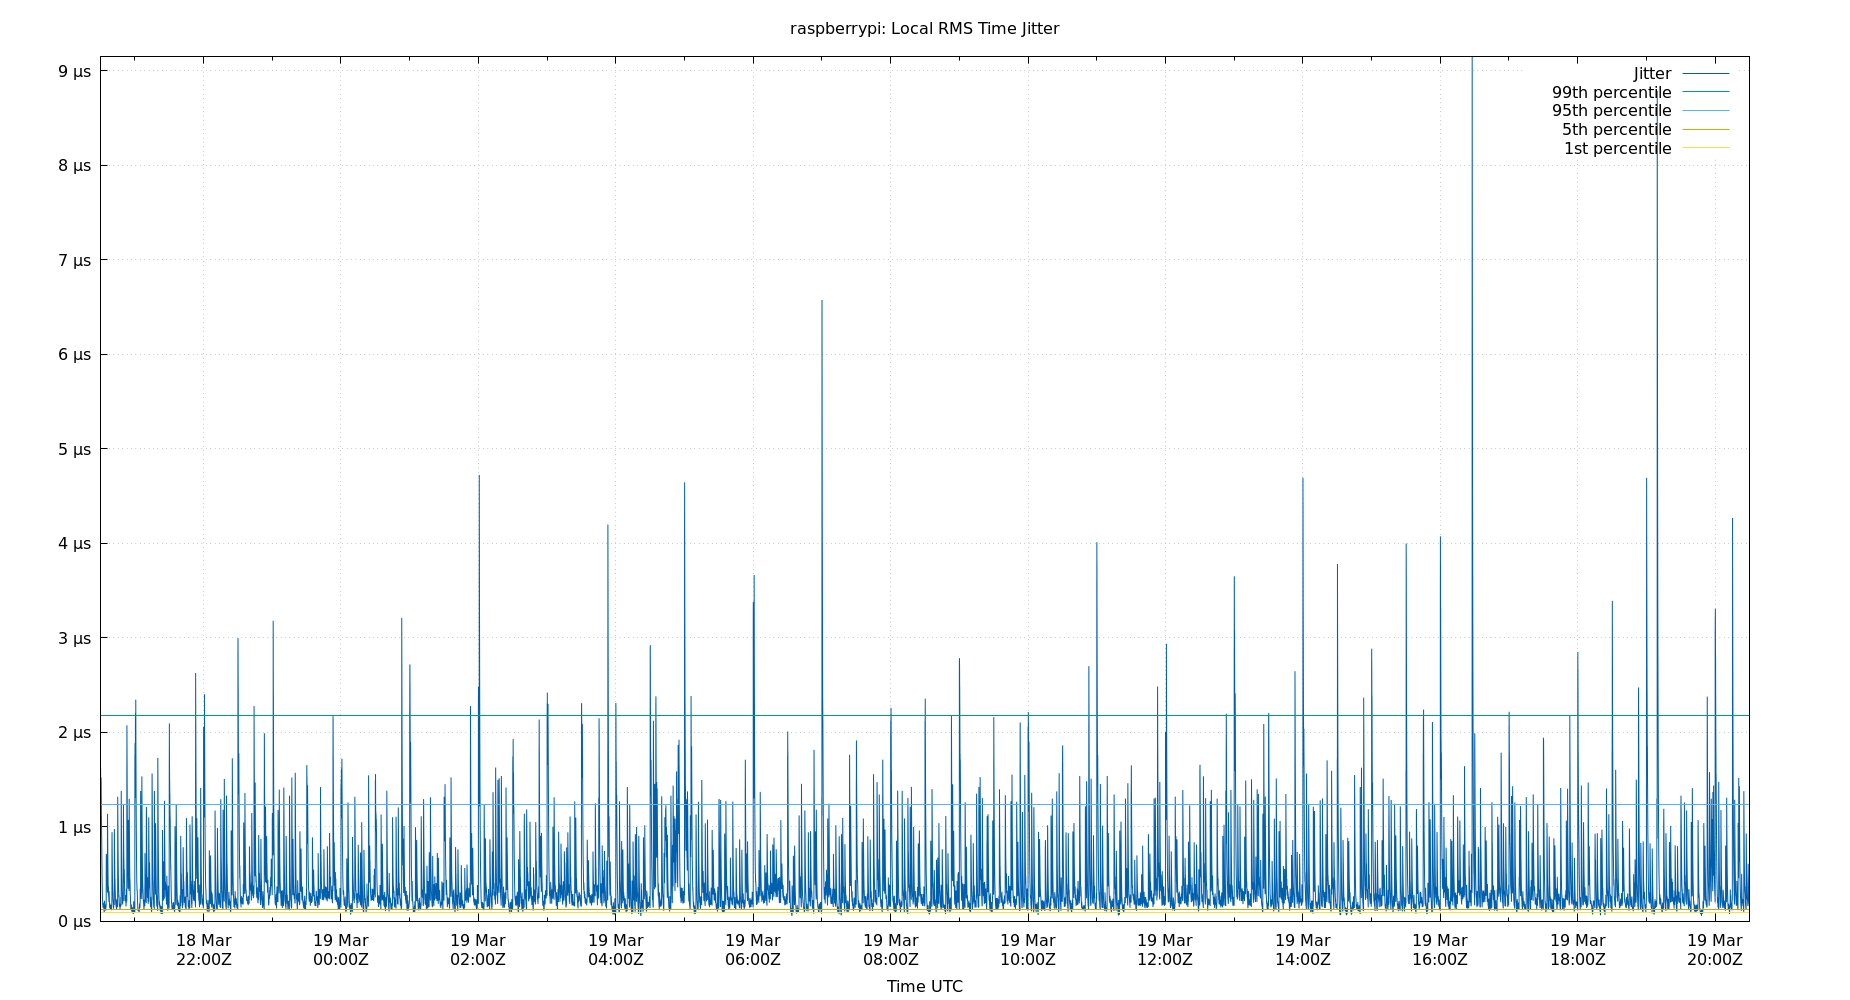 raspberrypi: Local RMS Time Jitter
9 µs
8 µs
7 µs
6 µs
5 µs
4 µs
3 µs
2 µs
1 µs
0 µs
Jitter
99th percentile
95th percentile
5th percentile
1st percentile
18 Mar 19 Mar 19 Mar 19 Mar 19 Mar 19 Mar 19 Mar 19 Mar 19 Mar 19 Mar 19 Mar 19 Mar
22:00Z 00:00Z 02:00Z 04:00Z 06:00Z 08:00Z 10:00Z 12:00Z 14:00Z 16:00Z 18:00Z 20:00Z
Time UTC